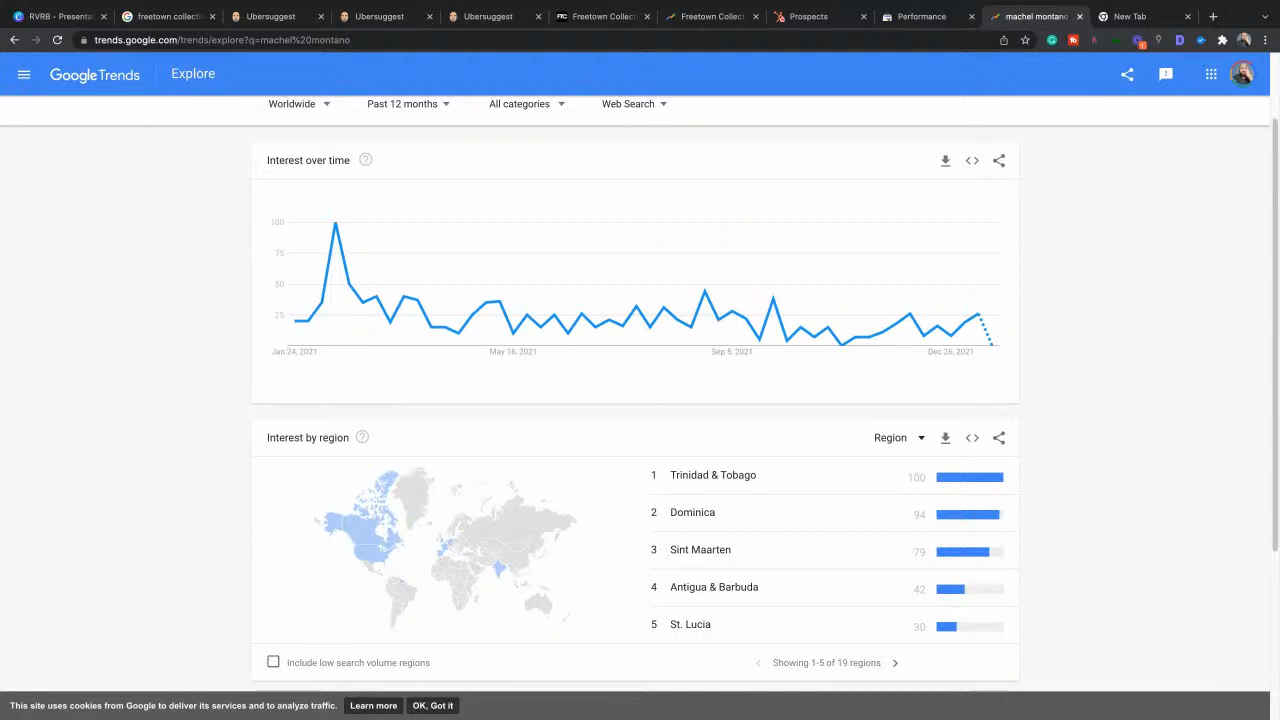 RVRB – Presenta
freetown collecti
Ubersuggest
Ubersuggest
Ubersuggest
Freetown Collec
Freetown Collec
Prospects
Performance
machel montano
New Tab
trends.google.com/trends/explore?q=machel%20montano
Google Trends
Explore
Worldwide
Past 12 months
All categories
Web Search
Interest over time
100
75
50
25
Jan 24, 2021
May 16, 2021
Sep 5, 2021
Dec 26, 2021
Interest by region
Region
1 Trinidad & Tobago 100
2 Dominica 94
3 Sint Maarten 79
4 Antigua & Barbuda 42
5 St. Lucia 30
Include low search volume regions
Showing 1-5 of 19 regions
This site uses cookies from Google to deliver its services and to analyze traffic.
Learn more
OK, Got it